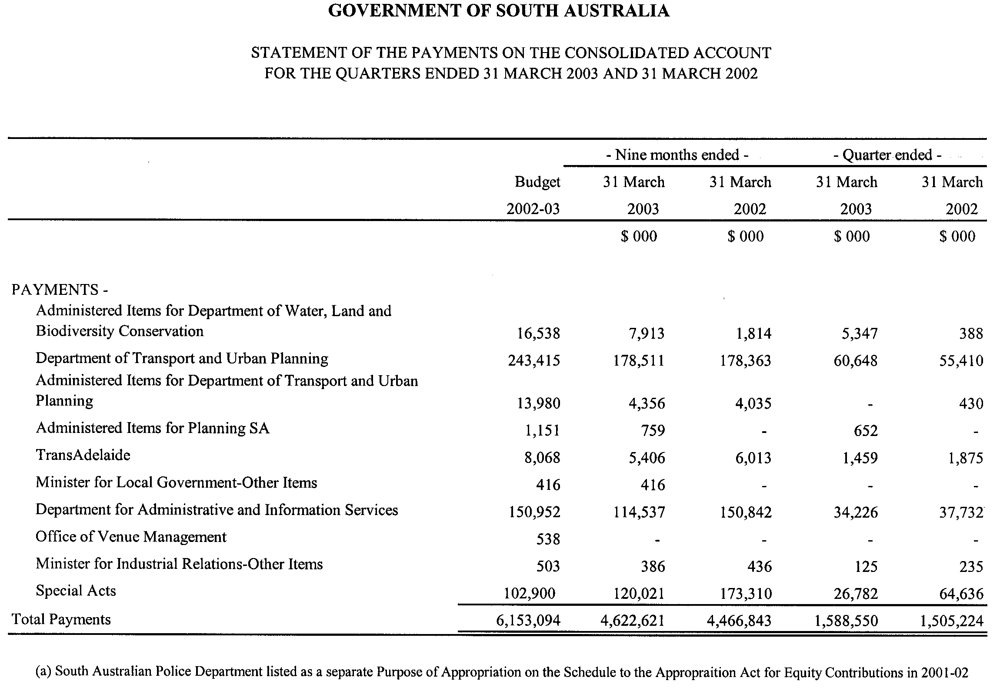 GOVERNMENT OF SOUTH AUSTRALIA
STATEMENT OF THE PAYMENTS ON THE CONSOLIDATED ACCOUNT
FOR THE QUARTERS ENDED 31 MARCH 2003 AND 31 MARCH 2002
- Nine months ended - - Quarter ended -
Budget 31 March 31 March 31 March 31 March
2002-03 2003 2002 2003 2002
$ 000 $ 000 $ 000 $ 000
PAYMENTS -
Administered Items for Department of Water, Land and
Biodiversity Conservation 16,538 7,913 1,814 5,347 388
Department of Transport and Urban Planning 243,415 178,511 178,363 60,648 55,410
Administered Items for Department of Transport and Urban
Planning 13,980 4,356 4,035 - 430
Administered Items for Planning SA 1,151 759 - 652 -
TransAdelaide 8,068 5,406 6,013 1,459 1,875
Minister for Local Government-Other Items 416 416 - - -
Department for Administrative and Information Services 150,952 114,537 150,842 34,226 37,732
Office of Venue Management 538 - - - -
Minister for Industrial Relations-Other Items 503 386 436 125 235
Special Acts 102,900 120,021 173,310 26,782 64,636
Total Payments 6,153,094 4,622,621 4,466,843 1,588,550 1,505,224
(a) South Australian Police Department listed as a separate Purpose of Appropriation on the Schedule to the Appropraition Act for Equity Contributions in 2001-02